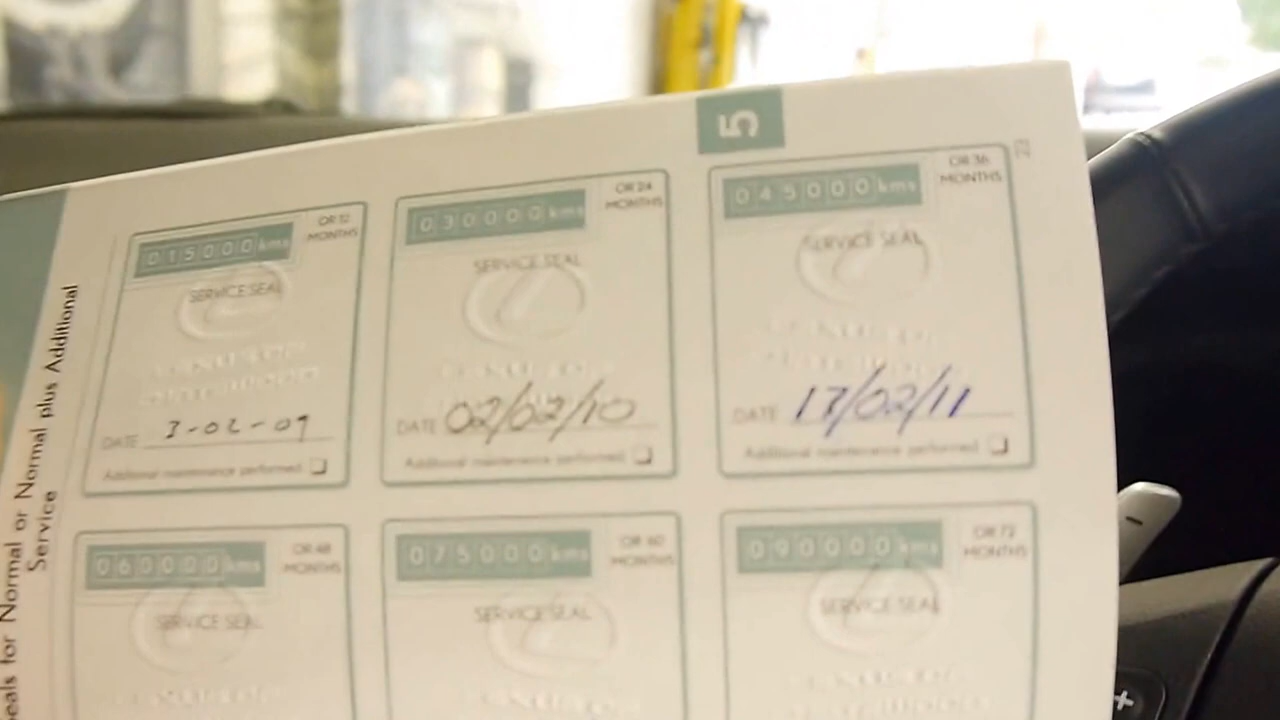 5
23
Seals for Normal or Normal plus Additional
Service
015000 kms
OR 12
MONTHS
SERVICE SEAL
DATE 3-02-09
Additional maintenance performed
030000 kms
OR 24
MONTHS
SERVICE SEAL
DATE 02/02/10
Additional maintenance performed
045000 kms
OR 36
MONTHS
SERVICE SEAL
DATE 17/02/11
Additional maintenance performed
060000 kms
OR 48
MONTHS
SERVICE SEAL
075000 kms
OR 60
MONTHS
SERVICE SEAL
090000 kms
OR 72
MONTHS
SERVICE SEAL